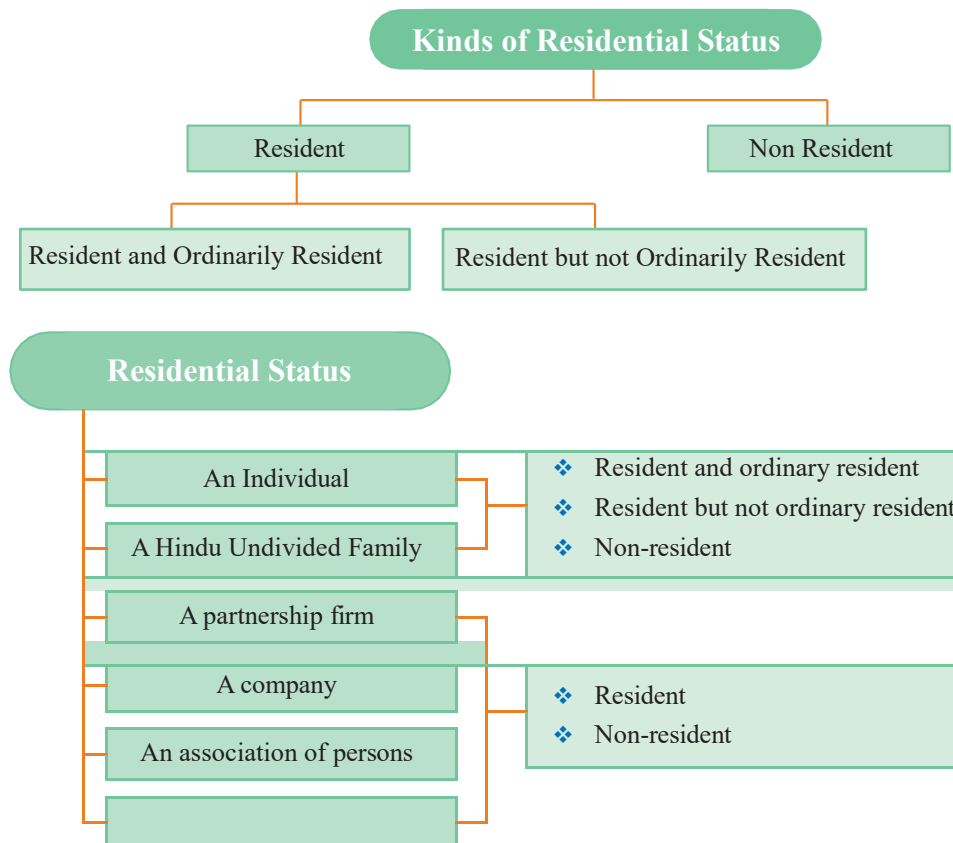 Kinds of Residential Status
Resident
Non Resident
Resident and Ordinarily Resident
Resident but not Ordinarily Resident
Residential Status
An Individual
A Hindu Undivided Family
Resident and ordinary resident
Resident but not ordinary resident
Non-resident
A partnership firm
A company
An association of persons
Resident
Non-resident